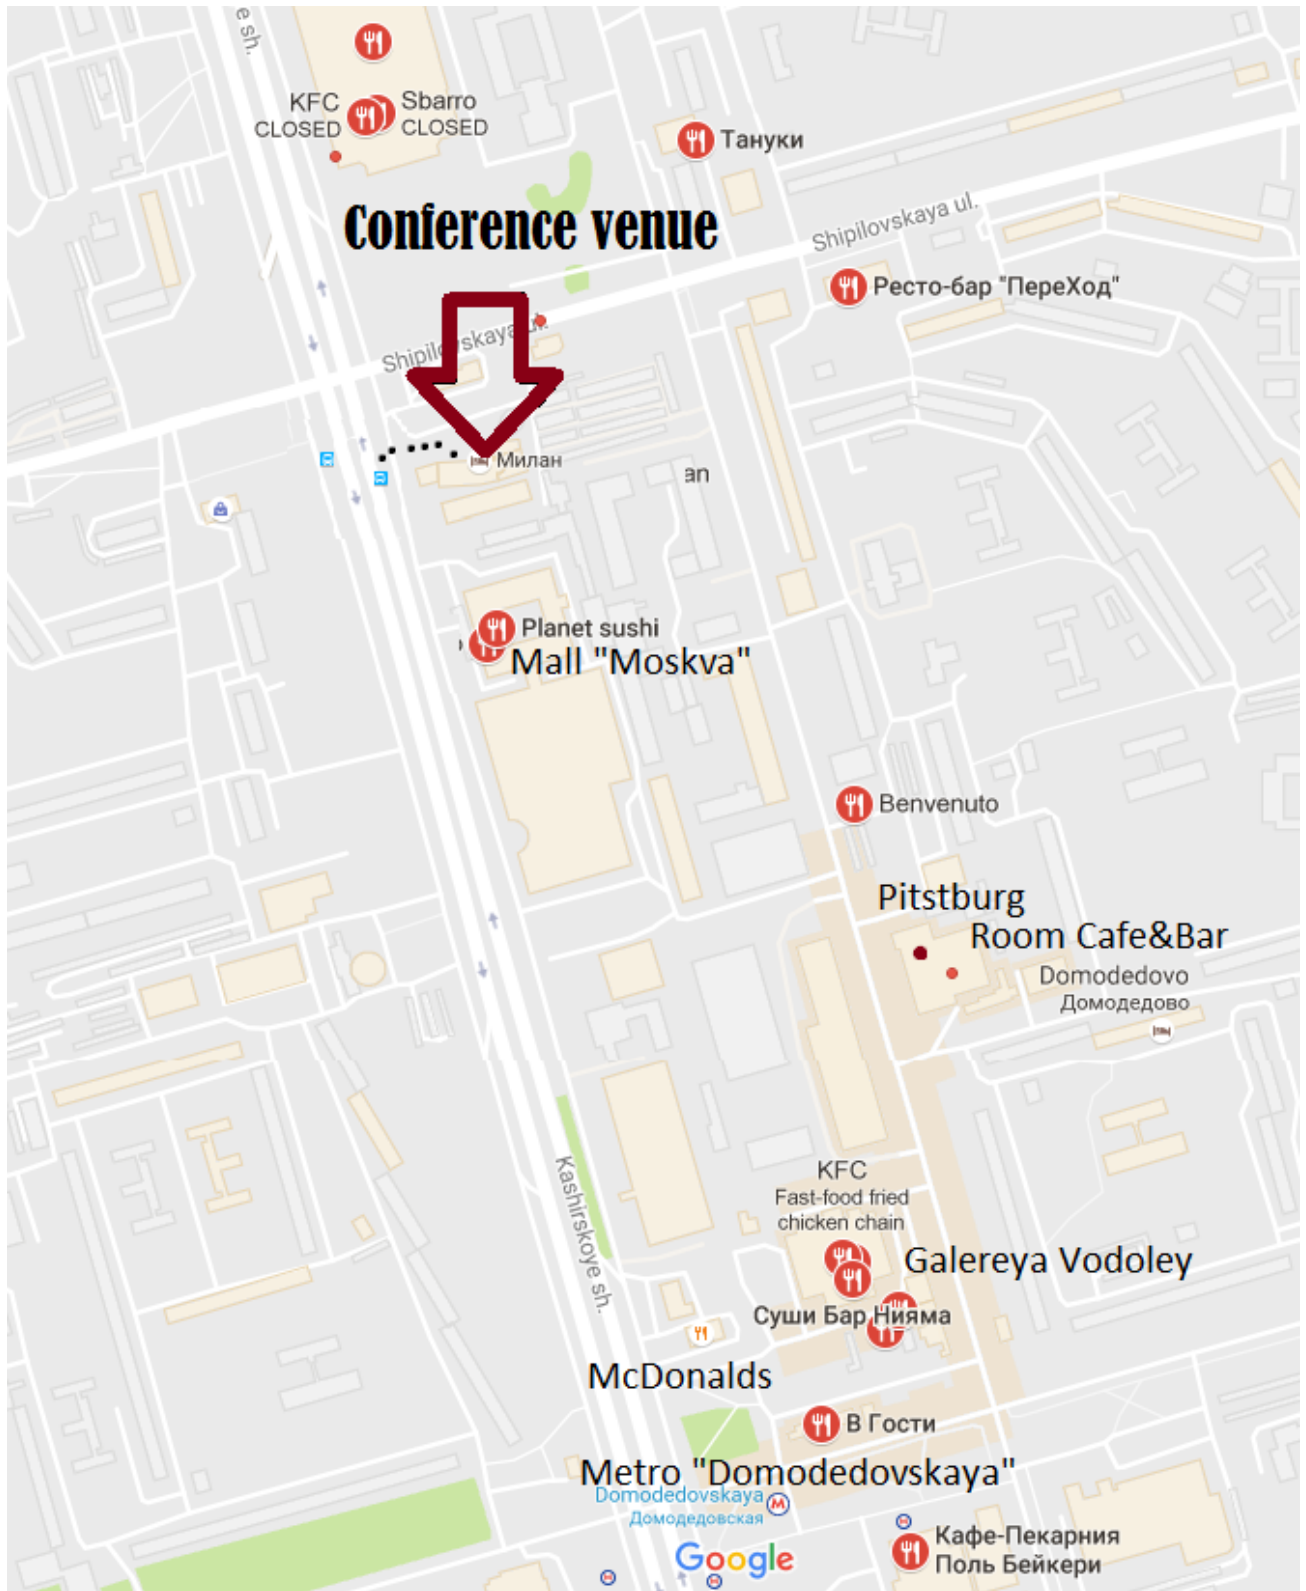 e sh.
KFC
CLOSED
Sbarro
CLOSED
Тануки
Conference venue
Shipilovskaya ul.
Ресто-бар "ПереХод"
Shipilovskaya ul.
Милан
an
Planet sushi
Mall "Moskva"
Benvenuto
Pitstburg
Room Cafe&Bar
Domodedovo
Домодедово
Kashirskoye sh.
KFC
Fast-food fried
chicken chain
Galereya Vodoley
Суши Бар Нияма
McDonalds
В Гости
Metro "Domodedovskaya"
Domodedovskaya
Домодедовская
Кафе-Пекарния
Поль Бейкери
Google